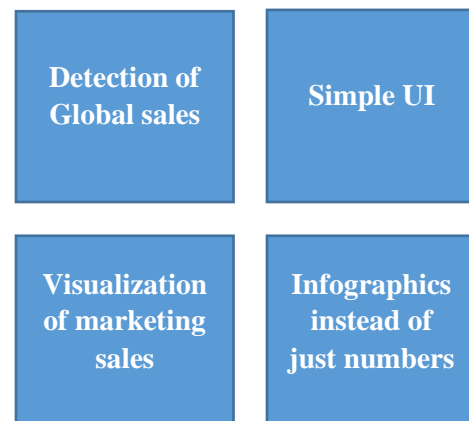 Detection of
Global sales
Simple UI
Visualization
of marketing
sales
Infographics
instead of
just numbers